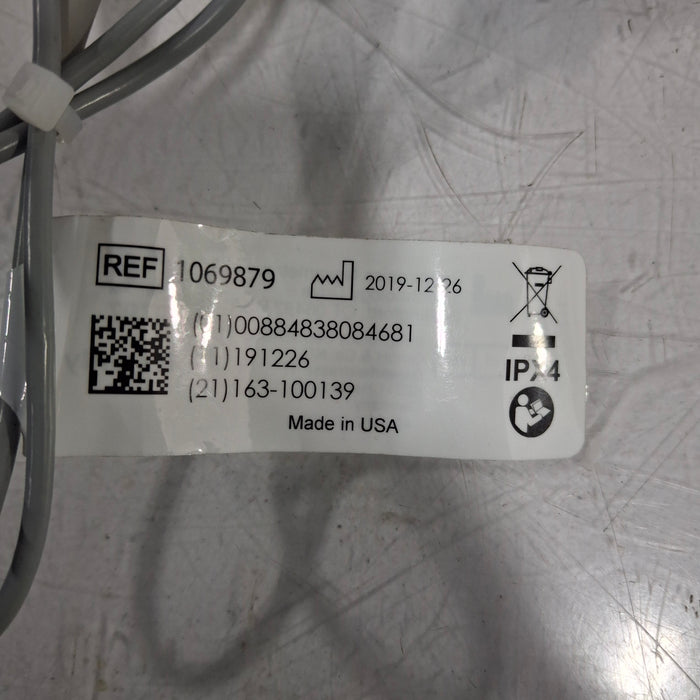 REF 1069879 2019-12-26
(01)00884838084681
(11)191226
(21)163-100139
Made in USA
IPX4